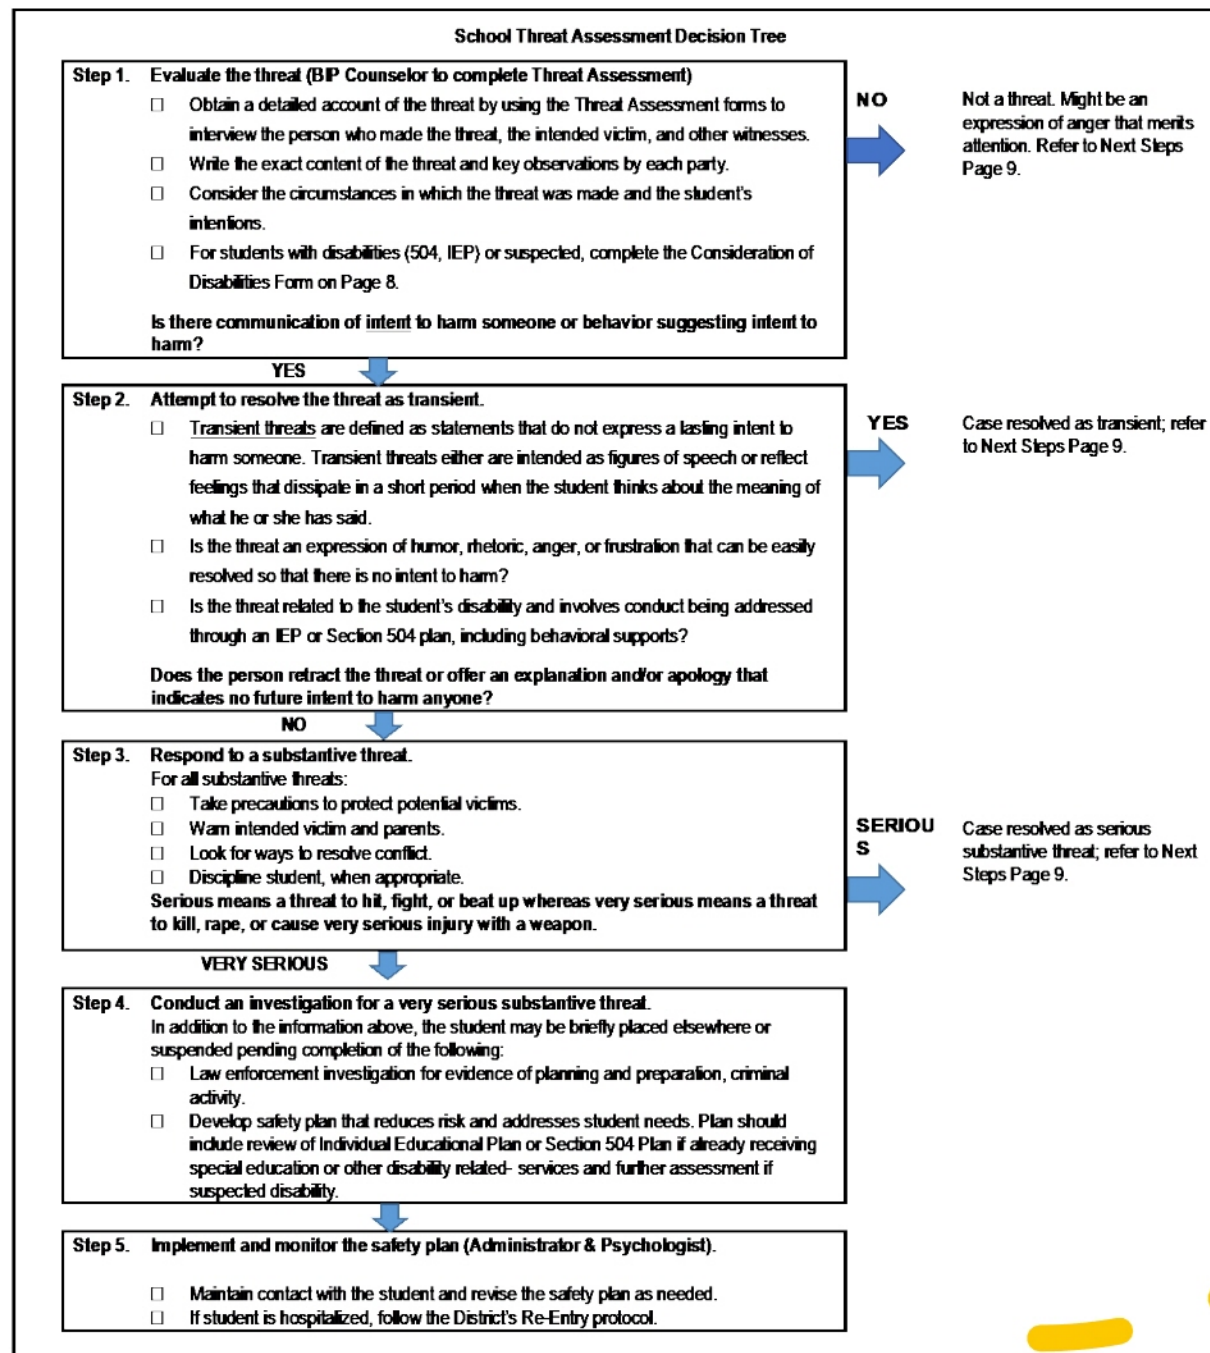 School Threat Assessment Decision Tree
Step 1. Evaluate the threat (BIP Counselor to complete Threat Assessment)
☐ Obtain a detailed account of the threat by using the Threat Assessment forms to
interview the person who made the threat, the intended victim, and other witnesses.
☐ Write the exact content of the threat and key observations by each party.
☐ Consider the circumstances in which the threat was made and the student's
intentions.
☐ For students with disabilities (504, IEP) or suspected, complete the Consideration of
Disabilities Form on Page 8.
Is there communication of intent to harm someone or behavior suggesting intent to
harm?
NO
Not a threat. Might be an
expression of anger that merits
attention. Refer to Next Steps
Page 9.
YES
Step 2. Attempt to resolve the threat as transient.
☐ Transient threats are defined as statements that do not express a lasting intent to
harm someone. Transient threats either are intended as figures of speech or reflect
feelings that dissipate in a short period when the student thinks about the meaning of
what he or she has said.
☐ Is the threat an expression of humor, rhetoric, anger, or frustration that can be easily
resolved so that there is no intent to harm?
☐ Is the threat related to the student's disability and involves conduct being addressed
through an IEP or Section 504 plan, including behavioral supports?
Does the person retract the threat or offer an explanation and/or apology that
indicates no future intent to harm anyone?
YES
Case resolved as transient; refer
to Next Steps Page 9.
NO
Step 3. Respond to a substantive threat.
For all substantive threats:
☐ Take precautions to protect potential victims.
☐ Warn intended victim and parents.
☐ Look for ways to resolve conflict.
☐ Discipline student, when appropriate.
Serious means a threat to hit, fight, or beat up whereas very serious means a threat
to kill, rape, or cause very serious injury with a weapon.
SERIOU
S
Case resolved as serious
substantive threat; refer to Next
Steps Page 9.
VERY SERIOUS
Step 4. Conduct an investigation for a very serious substantive threat.
In addition to the information above, the student may be briefly placed elsewhere or
suspended pending completion of the following:
☐ Law enforcement investigation for evidence of planning and preparation, criminal
activity.
☐ Develop safety plan that reduces risk and addresses student needs. Plan should
include review of Individual Educational Plan or Section 504 Plan if already receiving
special education or other disability related- services and further assessment if
suspected disability.
Step 5. Implement and monitor the safety plan (Administrator & Psychologist).
☐ Maintain contact with the student and revise the safety plan as needed.
☐ If student is hospitalized, follow the District's Re-Entry protocol.